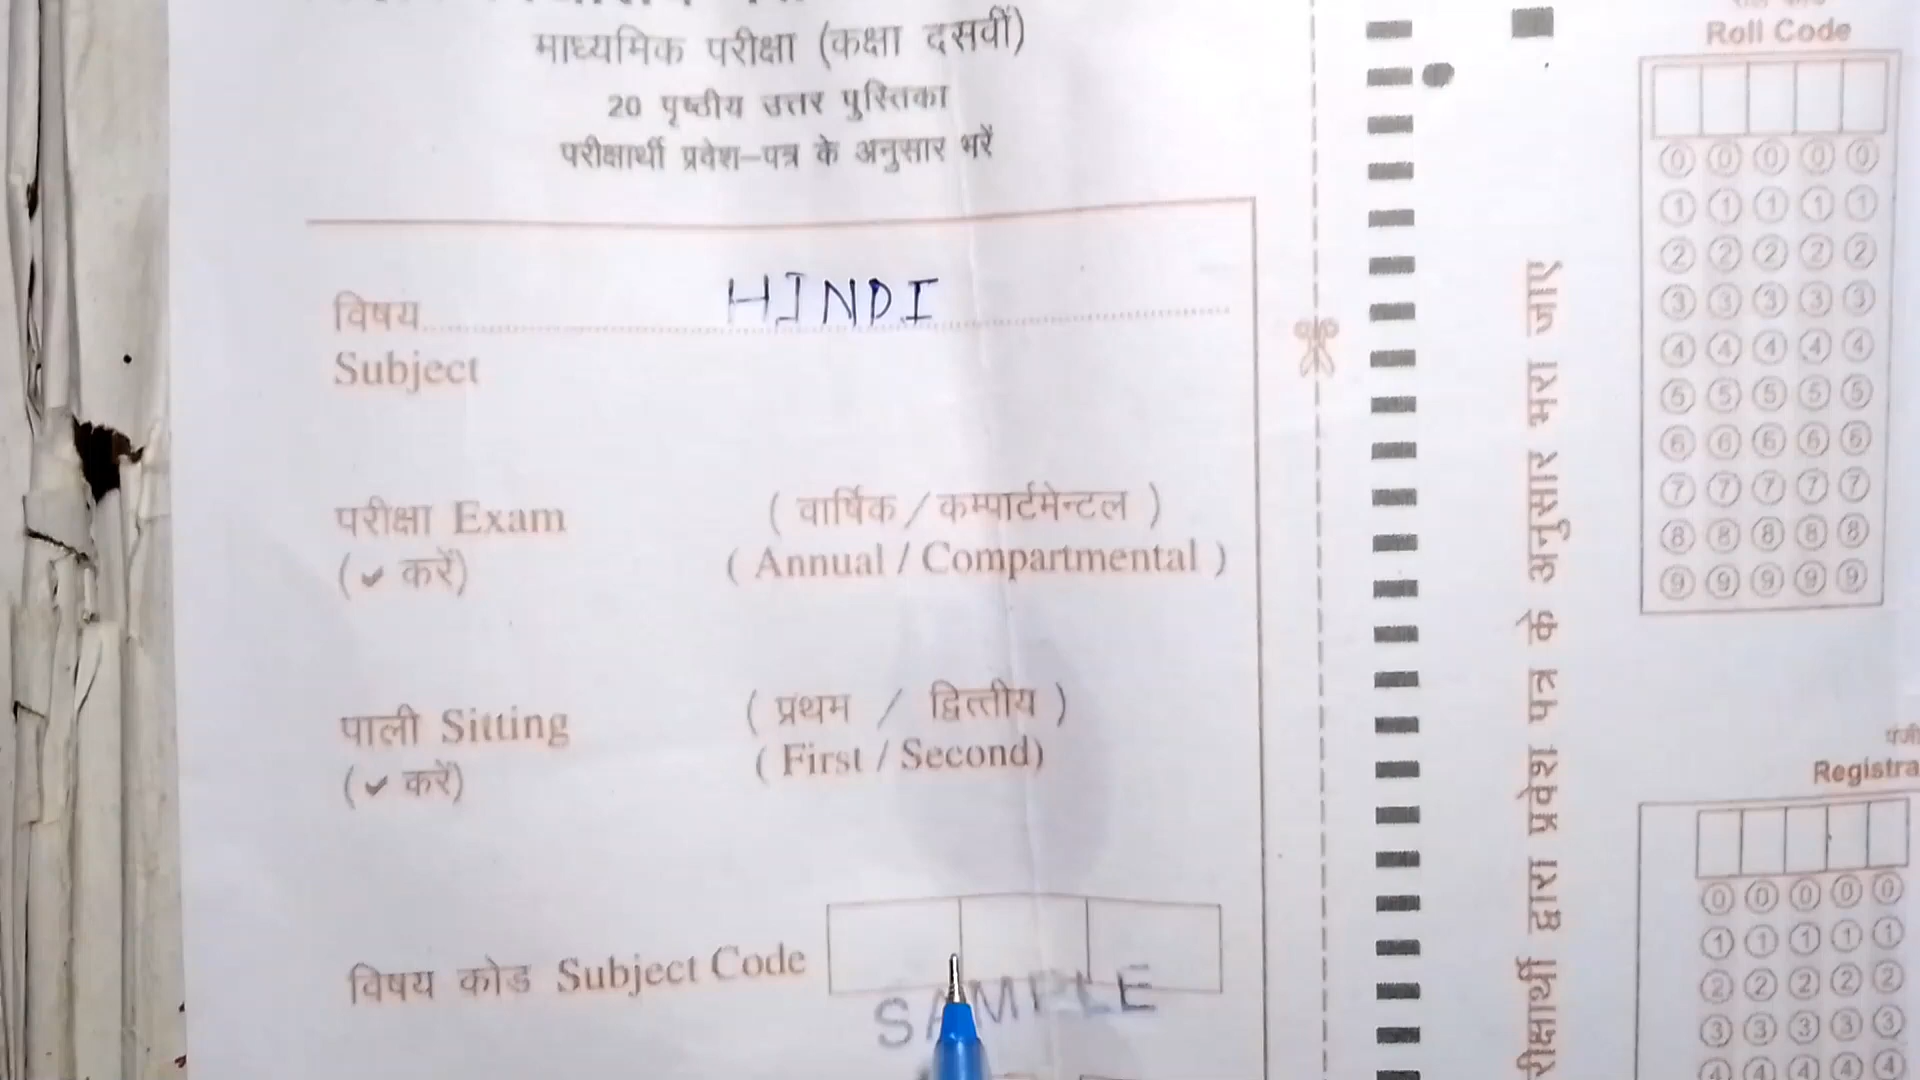 माध्यमिक परीक्षा (कक्षा दसवीं)
20 पृष्ठीय उत्तर पुस्तिका
परीक्षार्थी प्रवेश-पत्र के अनुसार भरें
विषय HINDI
Subject
परीक्षा Exam ( वार्षिक / कम्पार्टमेन्टल )
(✓ करें) ( Annual / Compartmental )
पाली Sitting ( प्रथम / द्वितीय )
(✓ करें) ( First / Second)
विषय कोड Subject Code
SAMPLE
परीक्षार्थी द्वारा प्रवेश पत्र के अनुसार भरा जाए
Roll Code
0 0 0 0 0
1 1 1 1 1
2 2 2 2 2
3 3 3 3 3
4 4 4 4 4
5 5 5 5 5
6 6 6 6 6
7 7 7 7 7
8 8 8 8 8
9 9 9 9 9
Registra
0 0 0 0 0
1 1 1 1 1
2 2 2 2 2
3 3 3 3 3
4 4 4 4 4